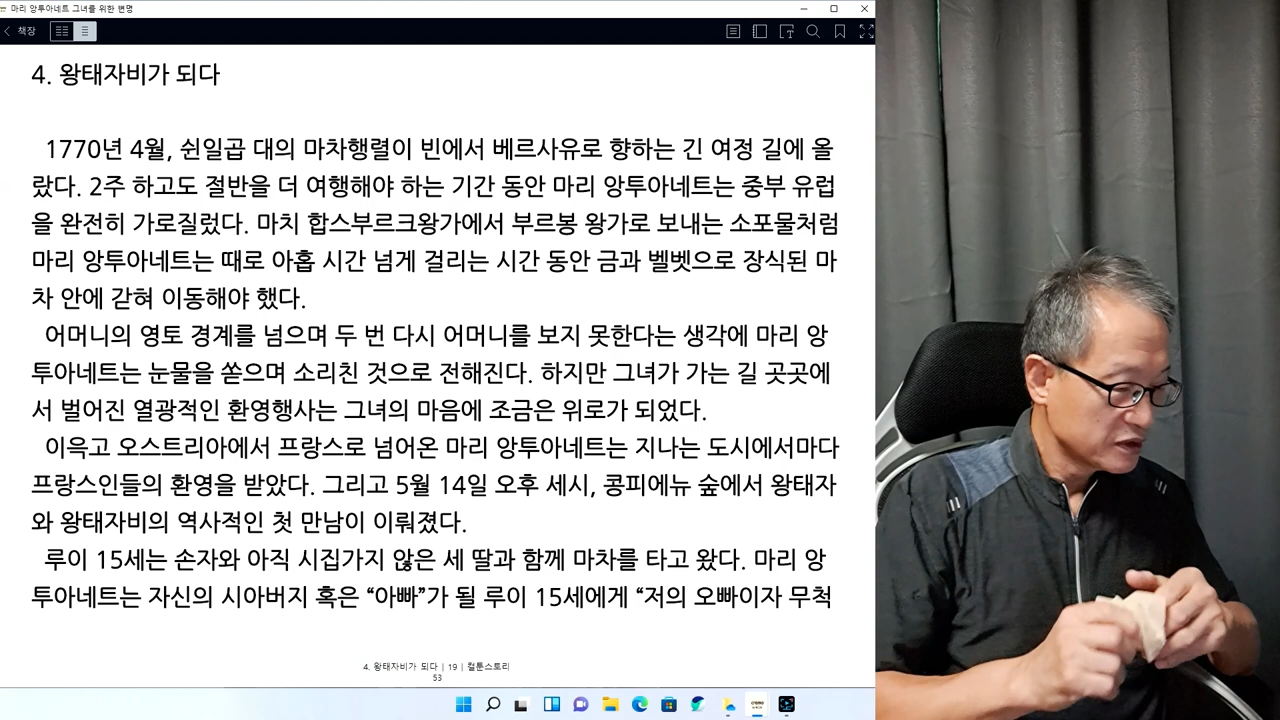 마리 앙투아네트 그녀를 위한 변명
책장
4. 왕태자비가 되다
1770년 4월, 쉰일곱 대의 마차행렬이 빈에서 베르사유로 향하는 긴 여정 길에 올
랐다. 2주 하고도 절반을 더 여행해야 하는 기간 동안 마리 앙투아네트는 중부 유럽
을 완전히 가로질렀다. 마치 합스부르크왕가에서 부르봉 왕가로 보내는 소포물처럼
마리 앙투아네트는 때로 아홉 시간 넘게 걸리는 시간 동안 금과 벨벳으로 장식된 마
차 안에 갇혀 이동해야 했다.
어머니의 영토 경계를 넘으며 두 번 다시 어머니를 보지 못한다는 생각에 마리 앙
투아네트는 눈물을 쏟으며 소리친 것으로 전해진다. 하지만 그녀가 가는 길 곳곳에
서 벌어진 열광적인 환영행사는 그녀의 마음에 조금은 위로가 되었다.
이윽고 오스트리아에서 프랑스로 넘어온 마리 앙투아네트는 지나는 도시에서마다
프랑스인들의 환영을 받았다. 그리고 5월 14일 오후 세시, 콩피에뉴 숲에서 왕태자
와 왕태자비의 역사적인 첫 만남이 이뤄졌다.
루이 15세는 손자와 아직 시집가지 않은 세 딸과 함께 마차를 타고 왔다. 마리 앙
투아네트는 자신의 시아버지 혹은 “아빠”가 될 루이 15세에게 “저의 오빠이자 무척
4. 왕태자비가 되다 | 19 | 컬툰스토리
53